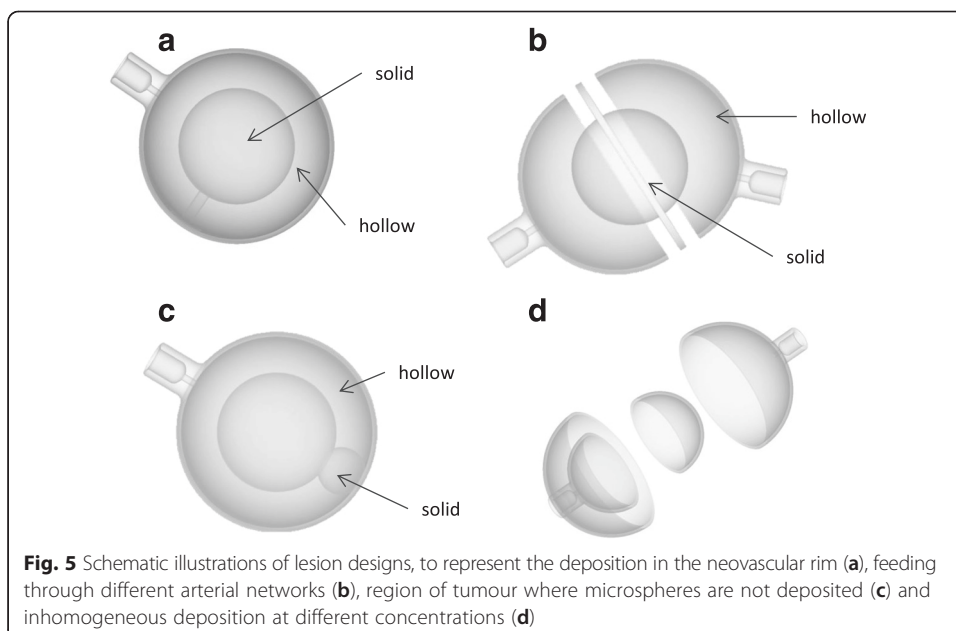 a
solid
hollow
b
hollow
solid
c
hollow
solid
d
Fig. 5 Schematic illustrations of lesion designs, to represent the deposition in the neovascular rim (a), feeding
through different arterial networks (b), region of tumour where microspheres are not deposited (c) and
inhomogeneous deposition at different concentrations (d)